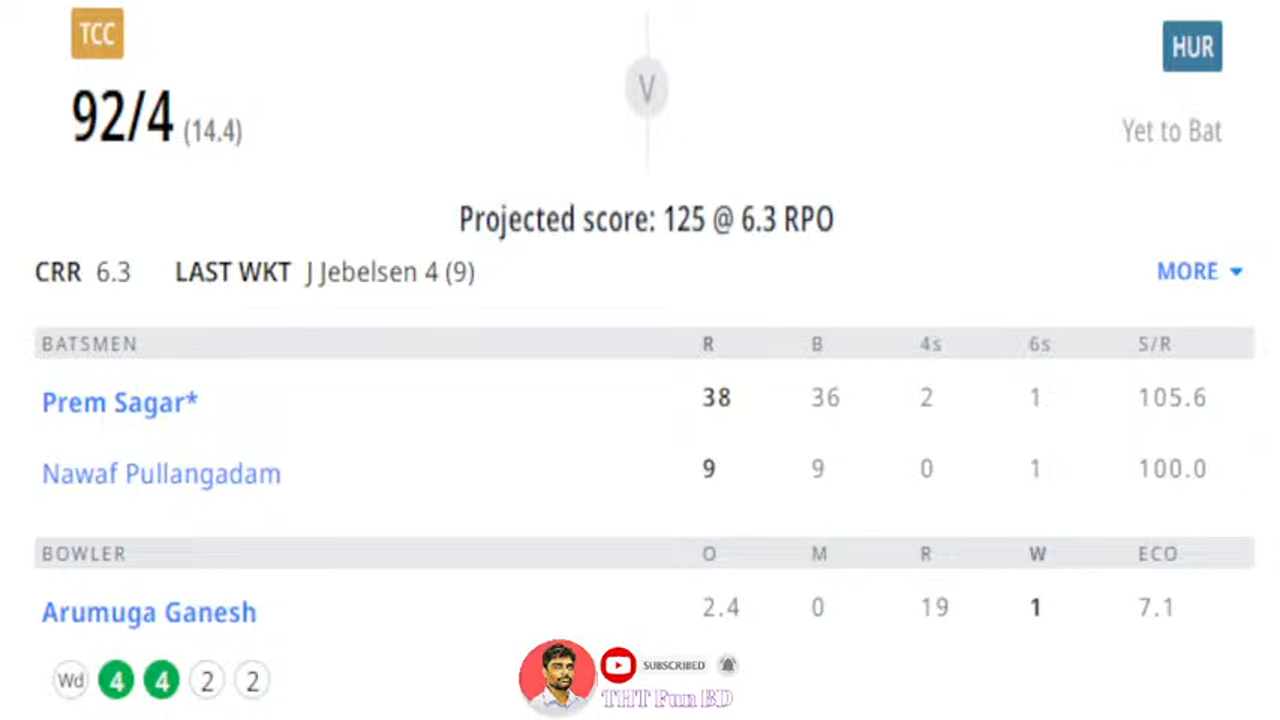 TCC
V
HUR
92/4 (14.4)
Yet to Bat
Projected score: 125 @ 6.3 RPO
CRR 6.3 LAST WKT J Jebelsen 4 (9) MORE
BATSMEN R B 4s 6s S/R
Prem Sagar* 38 36 2 1 105.6
Nawaf Pullangadam 9 9 0 1 100.0
BOWLER O M R W ECO
Arumuga Ganesh 2.4 0 19 1 7.1
Wd 4 4 2 2
SUBSCRIBED
THT Fun BD